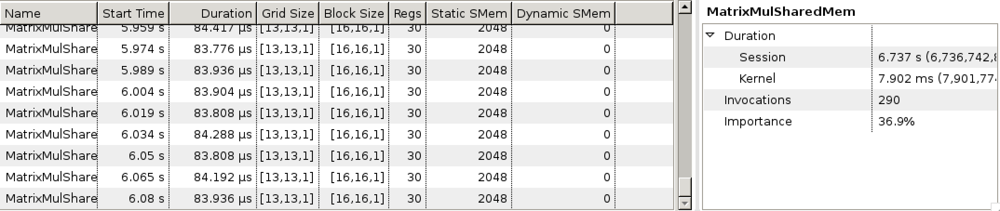 Name Start Time Duration Grid Size Block Size Regs Static SMem Dynamic SMem
MatrixMulShare 5.959 s 84.417 µs [13,13,1] [16,16,1] 30 2048 0
MatrixMulShare 5.974 s 83.776 µs [13,13,1] [16,16,1] 30 2048 0
MatrixMulShare 5.989 s 83.936 µs [13,13,1] [16,16,1] 30 2048 0
MatrixMulShare 6.004 s 83.904 µs [13,13,1] [16,16,1] 30 2048 0
MatrixMulShare 6.019 s 83.808 µs [13,13,1] [16,16,1] 30 2048 0
MatrixMulShare 6.034 s 84.288 µs [13,13,1] [16,16,1] 30 2048 0
MatrixMulShare 6.05 s 83.808 µs [13,13,1] [16,16,1] 30 2048 0
MatrixMulShare 6.065 s 84.192 µs [13,13,1] [16,16,1] 30 2048 0
MatrixMulShare 6.08 s 83.936 µs [13,13,1] [16,16,1] 30 2048 0
MatrixMulSharedMem
Duration
Session 6.737 s (6,736,742,
Kernel 7.902 ms (7,901,77
Invocations 290
Importance 36.9%